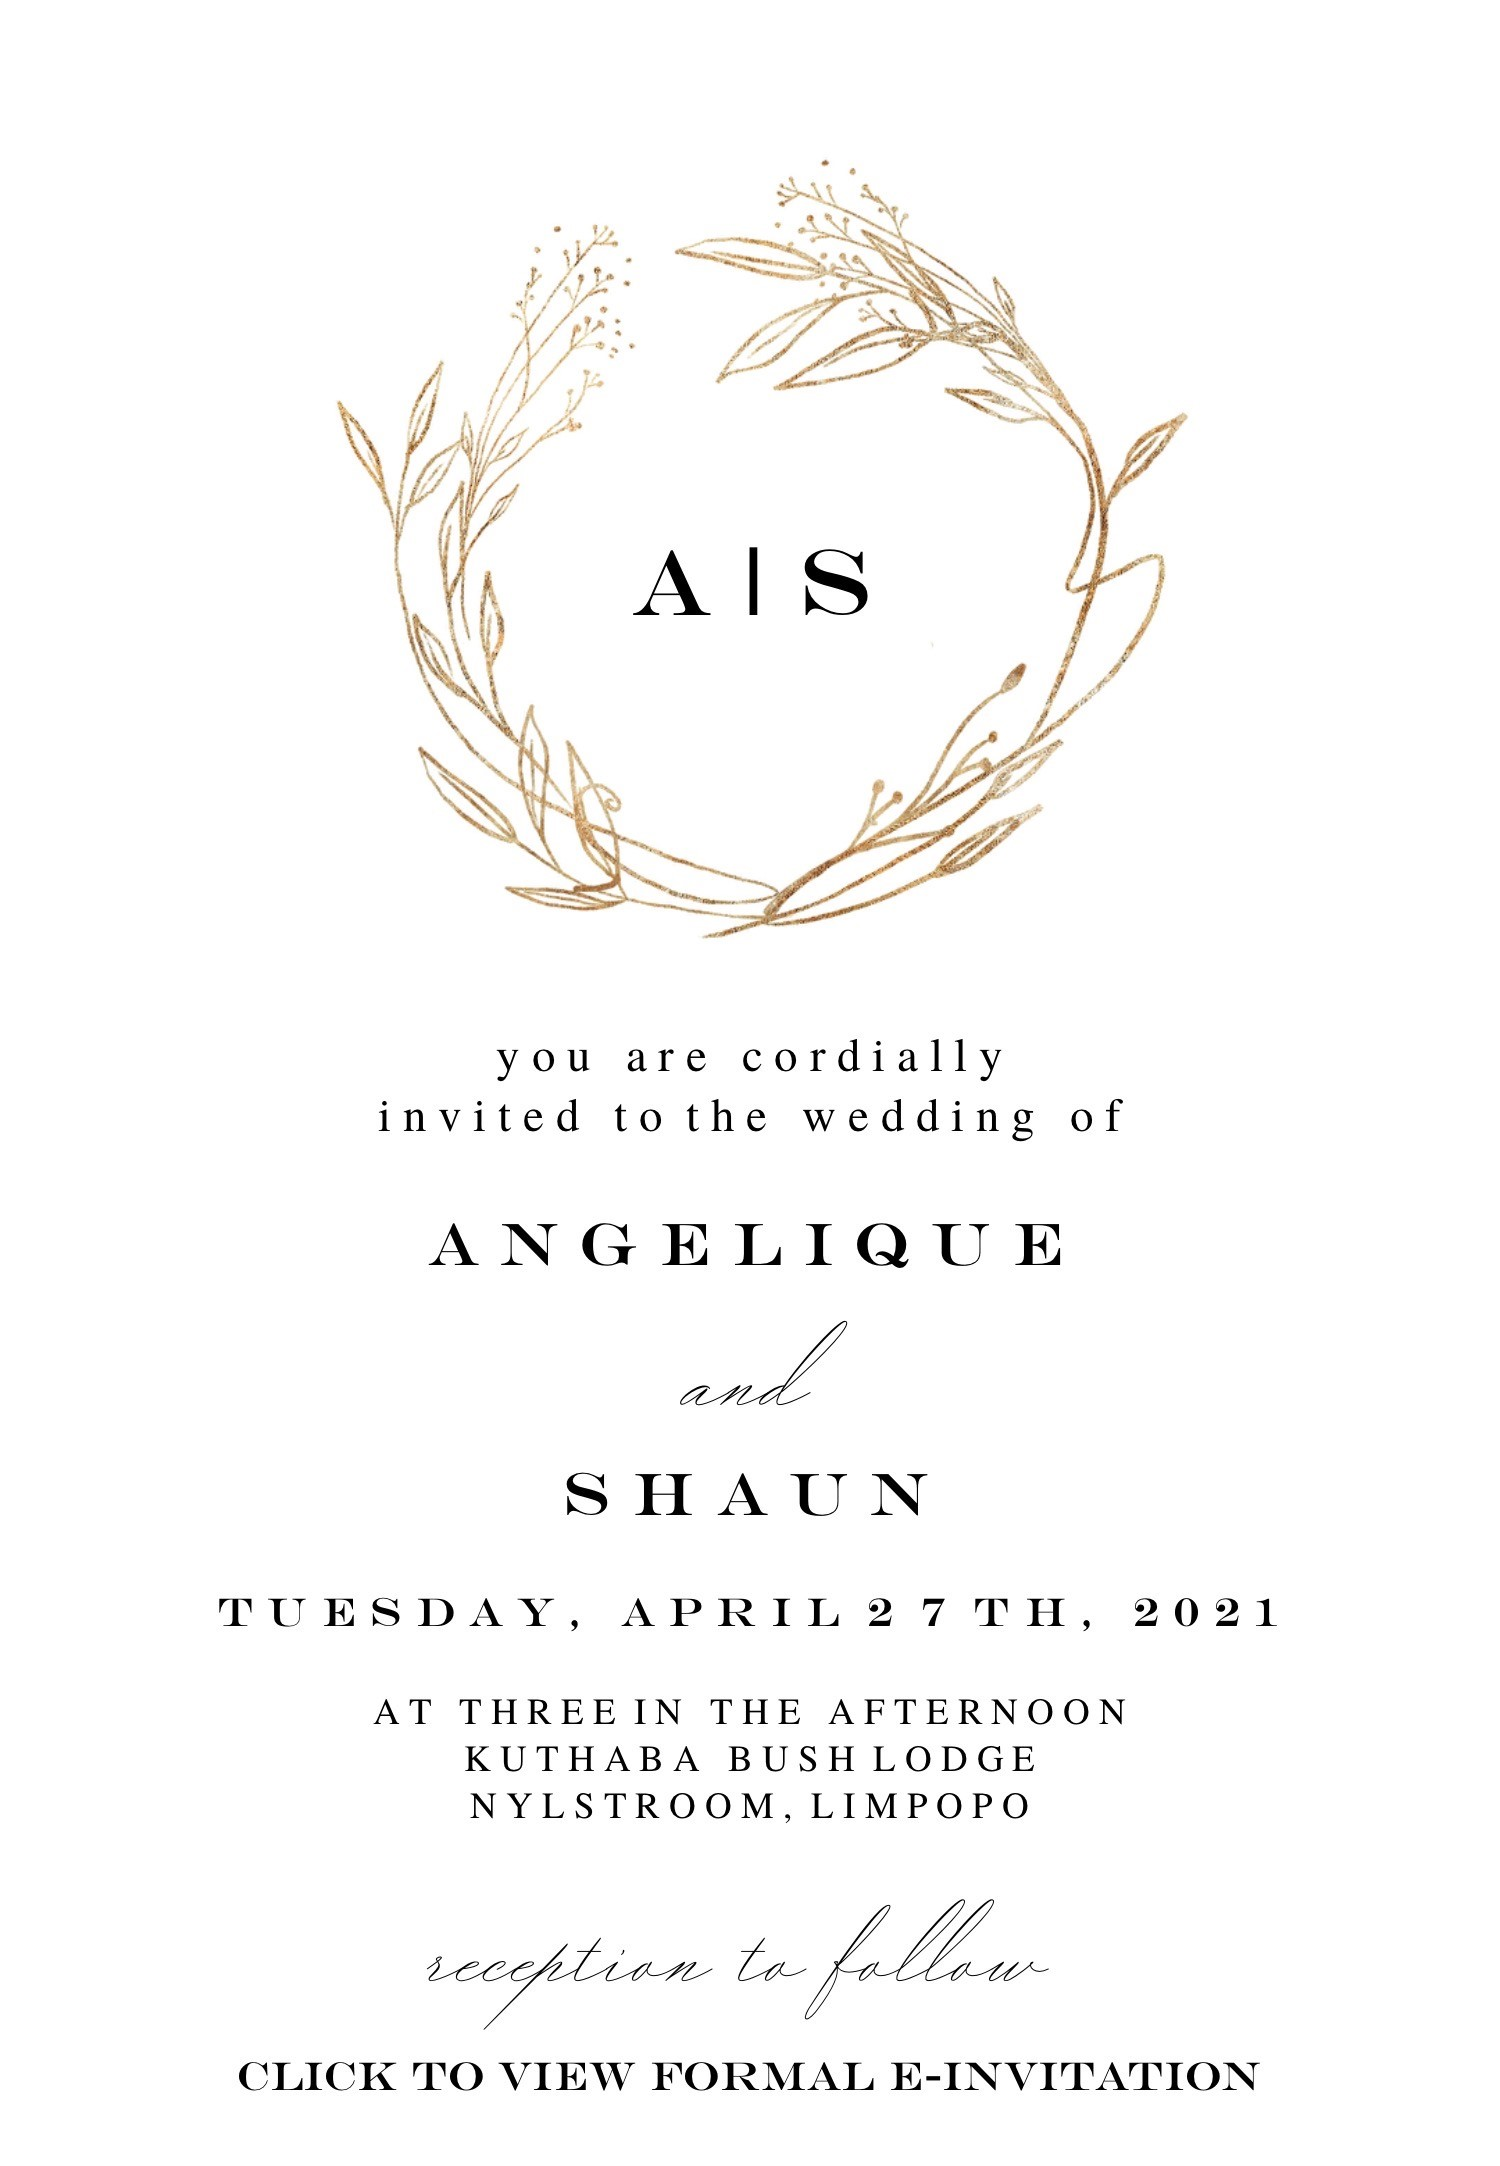 A | S
you are cordially
invited to the wedding of
ANGELIQUE
and
SHAUN
TUESDAY, APRIL 27TH, 2021
AT THREE IN THE AFTERNOON
KUTHABA BUSH LODGE
NYLSTROOM, LIMPOPO
reception to follow
CLICK TO VIEW FORMAL E-INVITATION